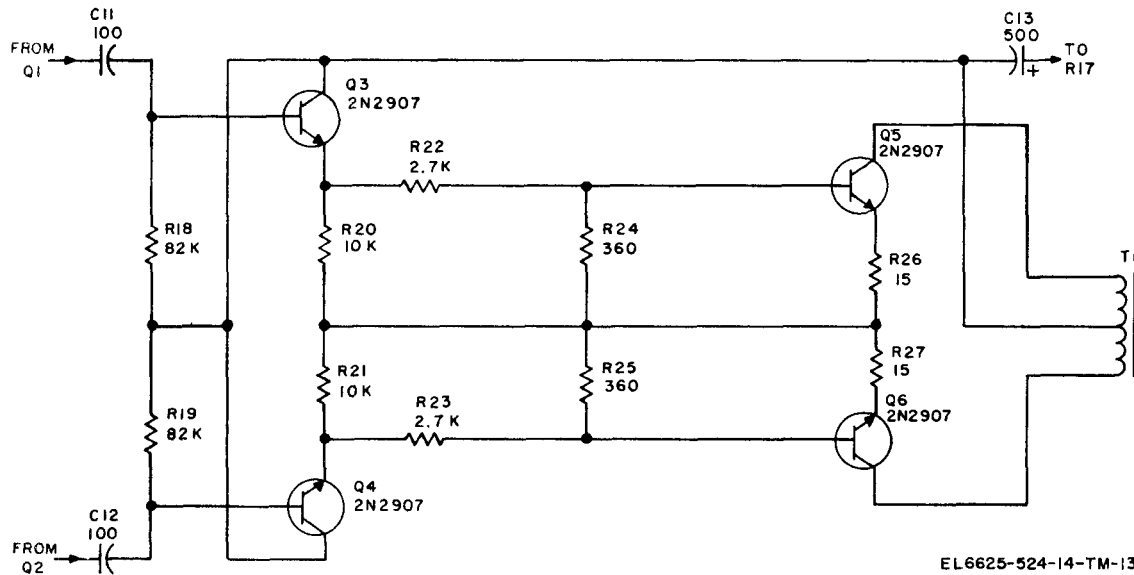 C11
100
FROM
Q1
C13
500
+
TO
R17
Q3
2N2907
R22
2.7K
Q5
2N2907
R18
82K
R20
10K
R24
360
R26
15
R21
10K
R25
360
R27
15
R19
82K
R23
2.7K
Q6
2N2907
Q4
2N2907
C12
100
FROM
Q2
EL6625-524-14-TM-13